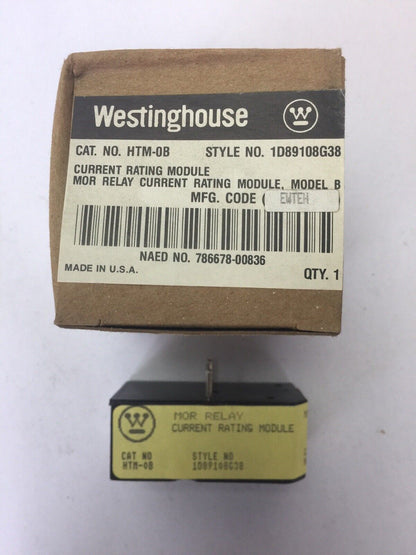 Westinghouse W
CAT. NO. HTM-0B STYLE NO. 1D89108G38
CURRENT RATING MODULE
MOR RELAY CURRENT RATING MODULE, MODEL B
MFG. CODE ( EWTEH )
NAED NO. 786678-00836
MADE IN U.S.A. QTY. 1
W MOR RELAY
CURRENT RATING MODULE
CAT NO STYLE NO
HTM-0B 1D89108G38